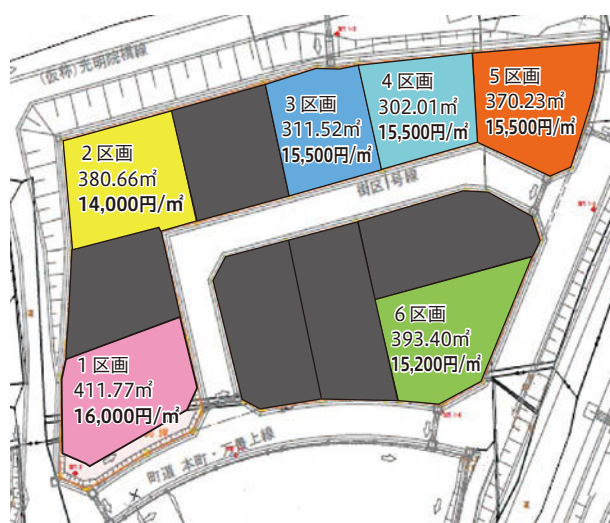 (仮称)光明院横線
5区画
370.23㎡
15,500円/㎡
4区画
302.01㎡
15,500円/㎡
3区画
311.52㎡
15,500円/㎡
2区画
380.66㎡
14,000円/㎡
街区1号線
6区画
393.40㎡
15,200円/㎡
1区画
411.77㎡
16,000円/㎡
町道 本町・万景上線